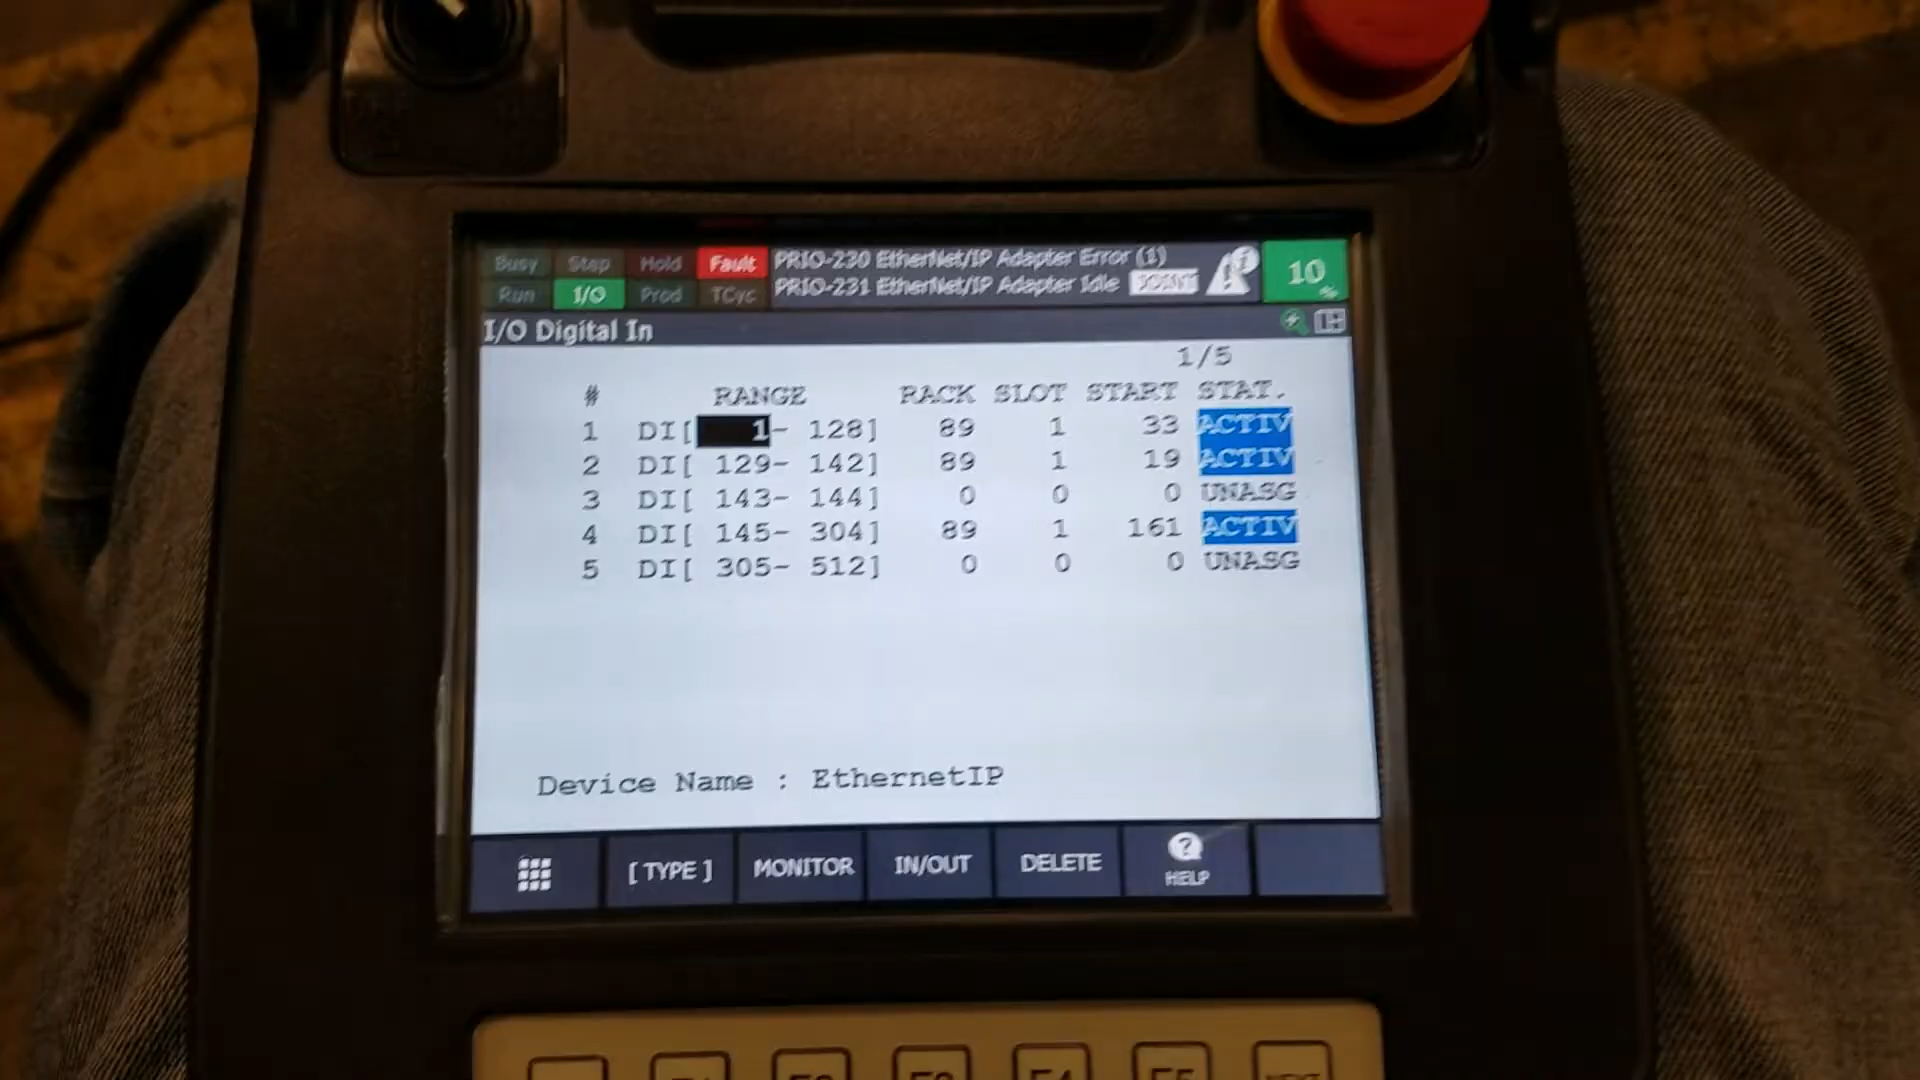 Busy Step Hold Fault PRIO-230 EtherNet/IP Adapter Error (1)
Run I/O Prod TCyc PRIO-231 EtherNet/IP Adapter Idle JOINT 10 %
I/O Digital In
1/5
# RANGE RACK SLOT START STAT.
1 DI[ 1- 128] 89 1 33 ACTIV
2 DI[ 129- 142] 89 1 19 ACTIV
3 DI[ 143- 144] 0 0 0 UNASG
4 DI[ 145- 304] 89 1 161 ACTIV
5 DI[ 305- 512] 0 0 0 UNASG
Device Name : EthernetIP
[ TYPE ] MONITOR IN/OUT DELETE ? HELP
F2 F3 F4 F5